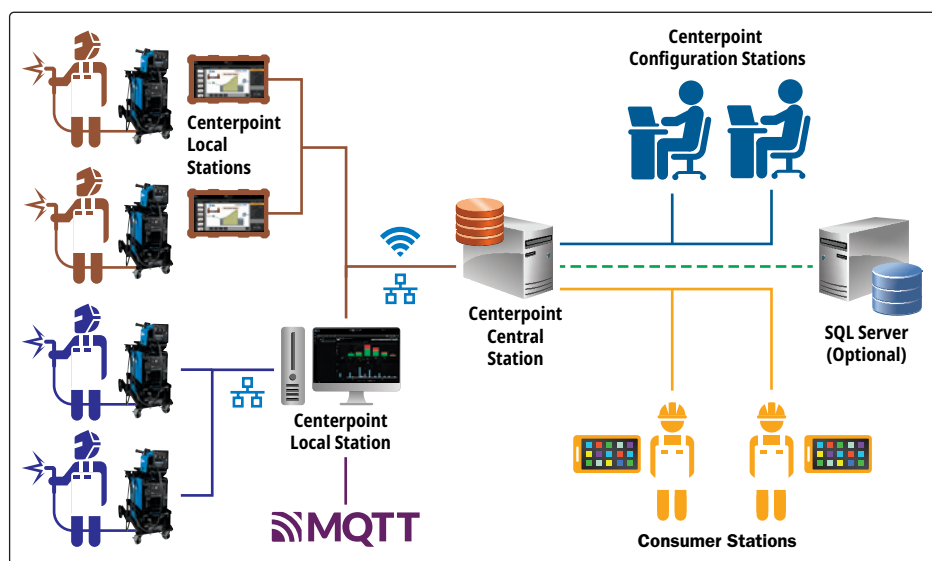 Centerpoint
Local
Stations
Centerpoint
Configuration Stations
Centerpoint
Central
Station
SQL Server
(Optional)
Centerpoint
Local Station
MQTT
Consumer Stations